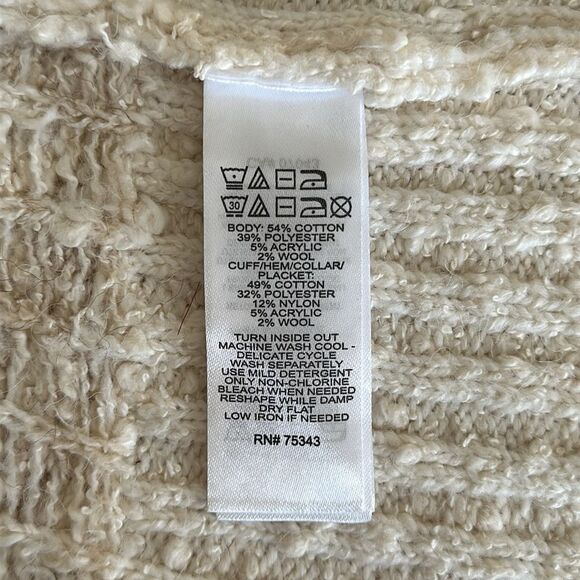 30
BODY: 54% COTTON
39% POLYESTER
5% ACRYLIC
2% WOOL
CUFF/HEM/COLLAR/
PLACKET:
49% COTTON
32% POLYESTER
12% NYLON
5% ACRYLIC
2% WOOL
TURN INSIDE OUT
MACHINE WASH COOL -
DELICATE CYCLE
WASH SEPARATELY
USE MILD DETERGENT
ONLY NON-CHLORINE
BLEACH WHEN NEEDED
RESHAPE WHILE DAMP
DRY FLAT
LOW IRON IF NEEDED
RN# 75343